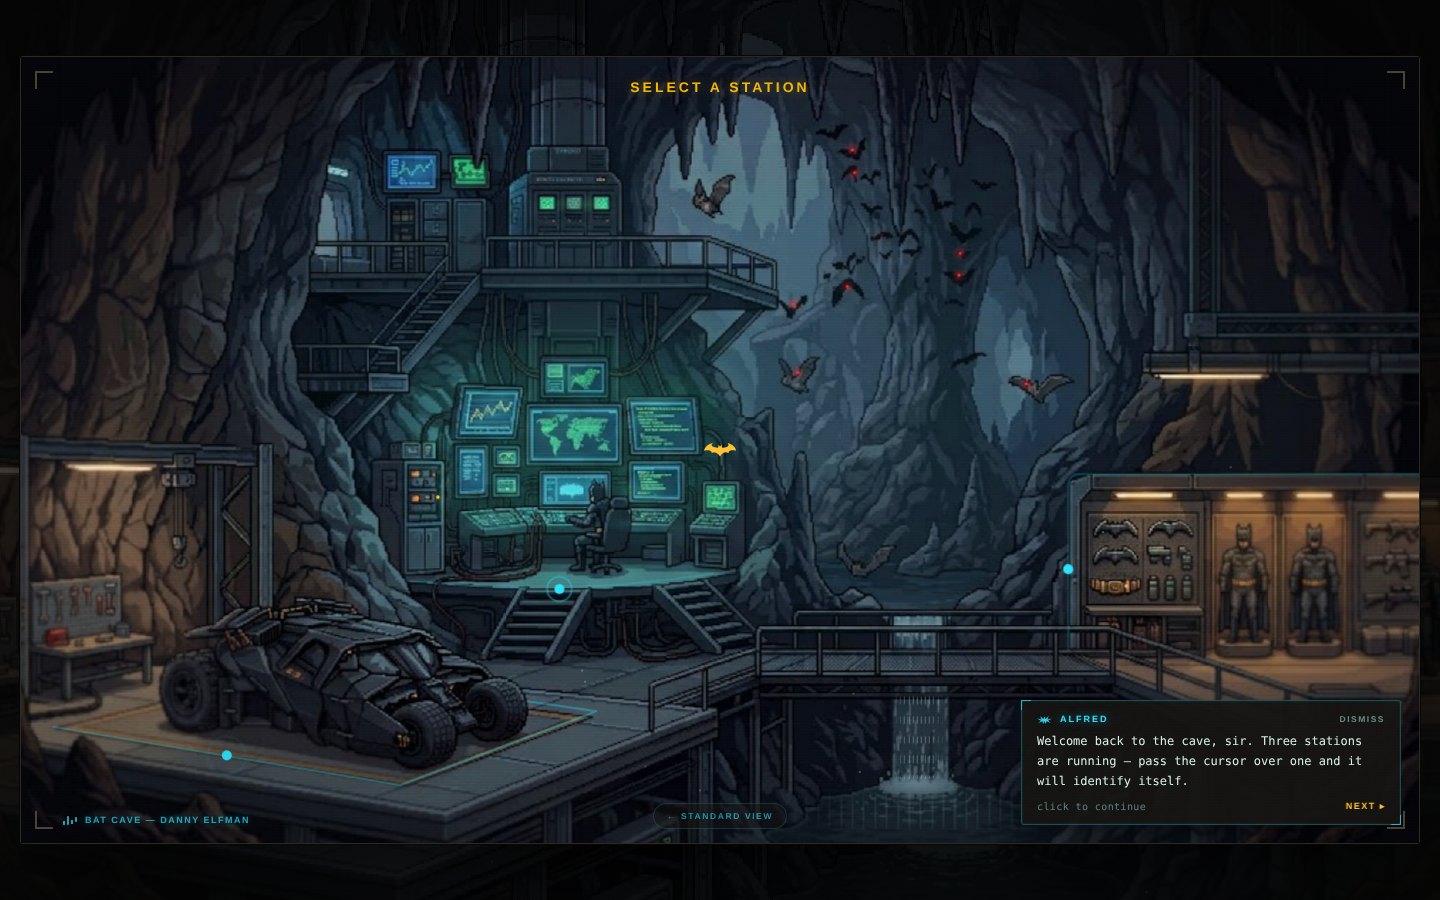 SELECT A STATION
ALFRED
DISMISS
Welcome back to the cave, sir. Three stations
are running — pass the cursor over one and it
will identify itself.
click to continue
NEXT ▸
BAT CAVE — DANNY ELFMAN
← STANDARD VIEW